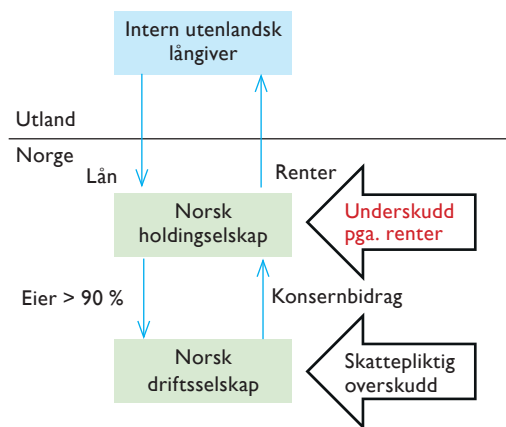 Intern utenlandsk
långiver
Utland
Norge
Lån
Renter
Norsk
holdingselskap
Underskudd
pga. renter
Eier > 90 %
Konsernbidrag
Norsk
driftsselskap
Skattepliktig
overskudd